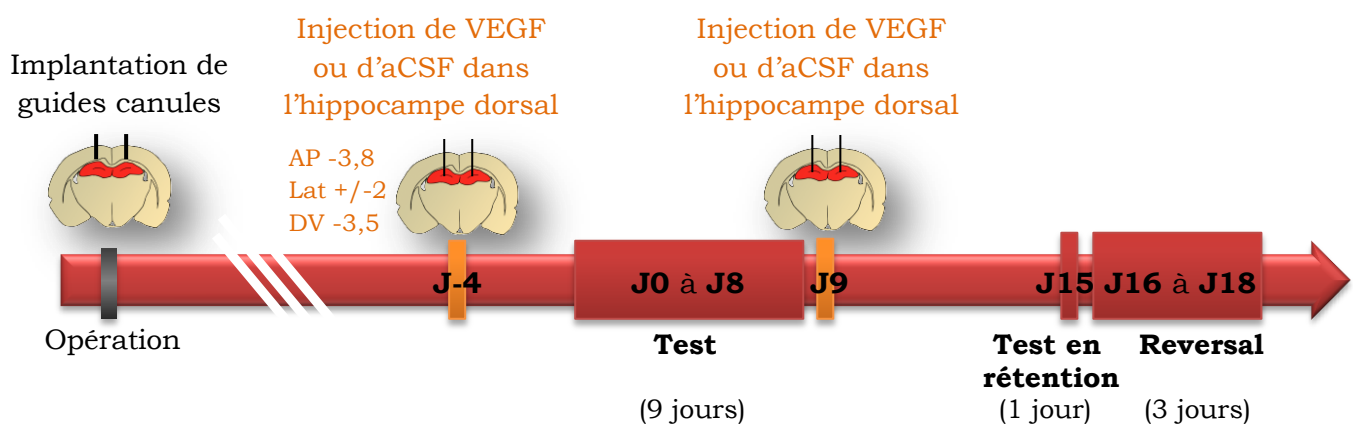 Implantation de
guides canules
Injection de VEGF
ou d’aCSF dans
l’hippocampe dorsal
Injection de VEGF
ou d’aCSF dans
l’hippocampe dorsal
AP -3,8
Lat +/-2
DV -3,5
J-4
J0 à J8
J9
J15
J16 à J18
Opération
Test
(9 jours)
Test en
rétention
(1 jour)
Reversal
(3 jours)